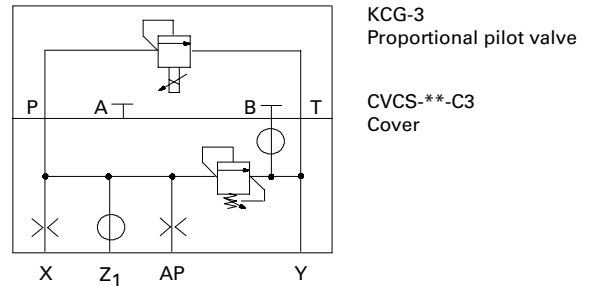 KCG-3
Proportional pilot valve
P A B T
CVCS-**-C3
Cover
X Z1 AP Y